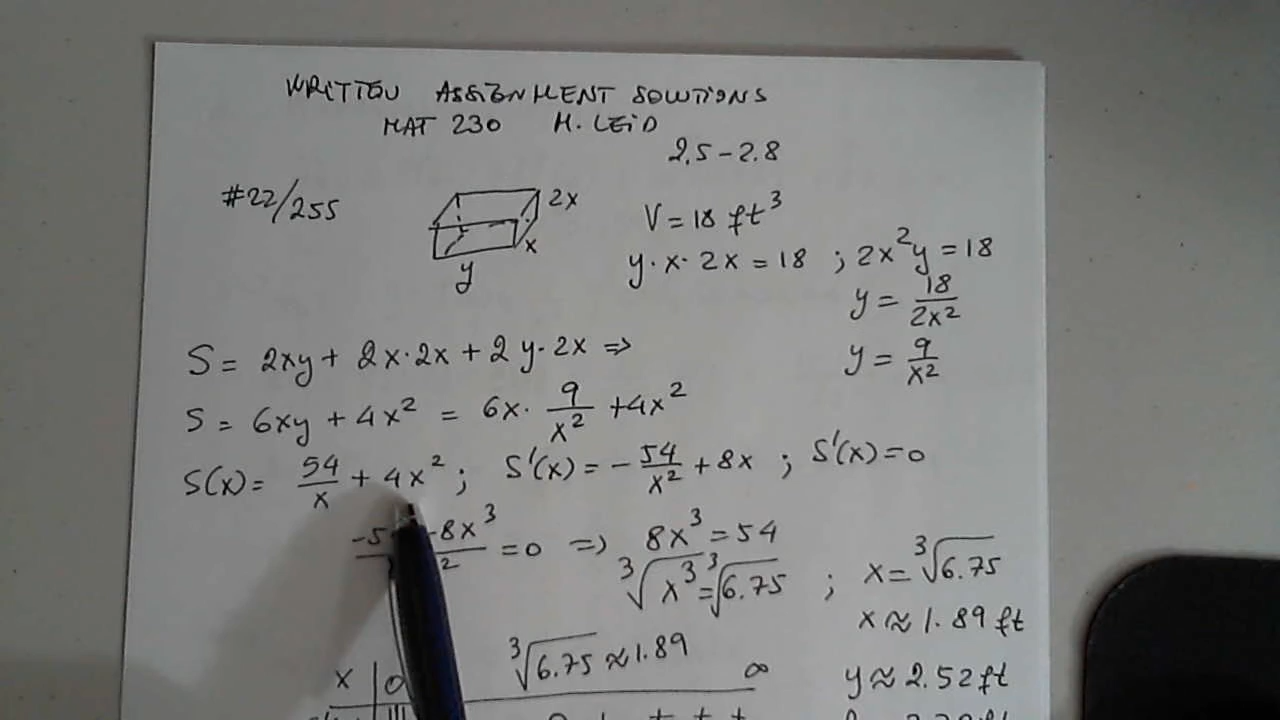 WRITTEN ASSIGNMENT SOLUTIONS
MAT 230 M. LEID
2.5 - 2.8
#22/255
2x
x
y
V = 18 ft³
y · x · 2x = 18 ; 2x²y = 18
y = 18/2x²
y = 9/x²
S = 2xy + 2x·2x + 2y·2x ⇒
S = 6xy + 4x² = 6x · 9/x² + 4x²
S(x) = 54/x + 4x² ; S'(x) = -54/x² + 8x ; S'(x) = 0
-5 8x³/2 = 0 ⇒ 8x³ = 54
∛x³ = ∛6.75 ; x = ∛6.75
x ≈ 1.89 ft
x | 0 ∛6.75 ≈ 1.89 ∞
y ≈ 2.52 ft